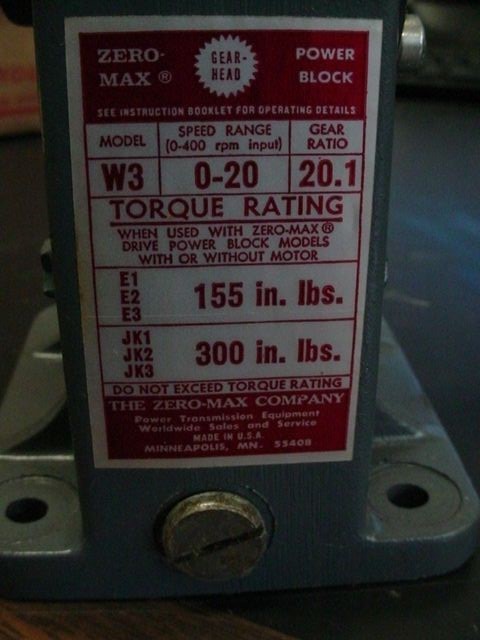 ZERO-MAX ®
GEAR-HEAD
POWER BLOCK
SEE INSTRUCTION BOOKLET FOR OPERATING DETAILS
MODEL
SPEED RANGE
(0-400 rpm input)
GEAR RATIO
W3
0-20
20.1
TORQUE RATING
WHEN USED WITH ZERO-MAX®
DRIVE POWER BLOCK MODELS
WITH OR WITHOUT MOTOR
E1
E2
E3
155 in. lbs.
JK1
JK2
JK3
300 in. lbs.
DO NOT EXCEED TORQUE RATING
THE ZERO-MAX COMPANY
Power Transmission Equipment
Worldwide Sales and Service
MADE IN U.S.A.
MINNEAPOLIS, MN. 55408